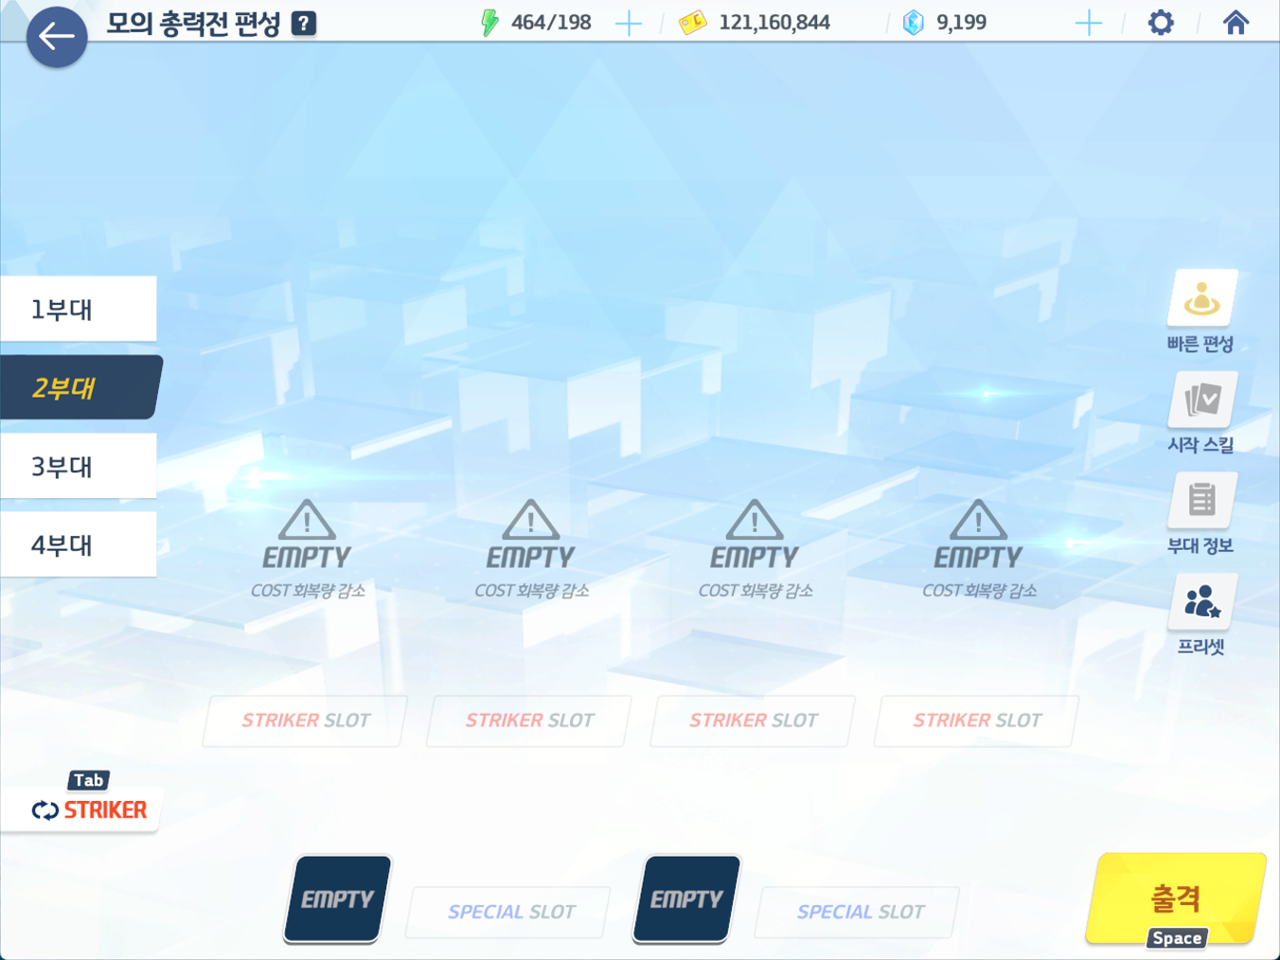 모의 총력전 편성 ?
464/198
121,160,844
9,199
1부대
2부대
3부대
4부대
빠른 편성
시작 스킬
부대 정보
프리셋
EMPTY
COST 회복량 감소
EMPTY
COST 회복량 감소
EMPTY
COST 회복량 감소
EMPTY
COST 회복량 감소
STRIKER SLOT
STRIKER SLOT
STRIKER SLOT
STRIKER SLOT
Tab
STRIKER
EMPTY
SPECIAL SLOT
EMPTY
SPECIAL SLOT
출격
Space